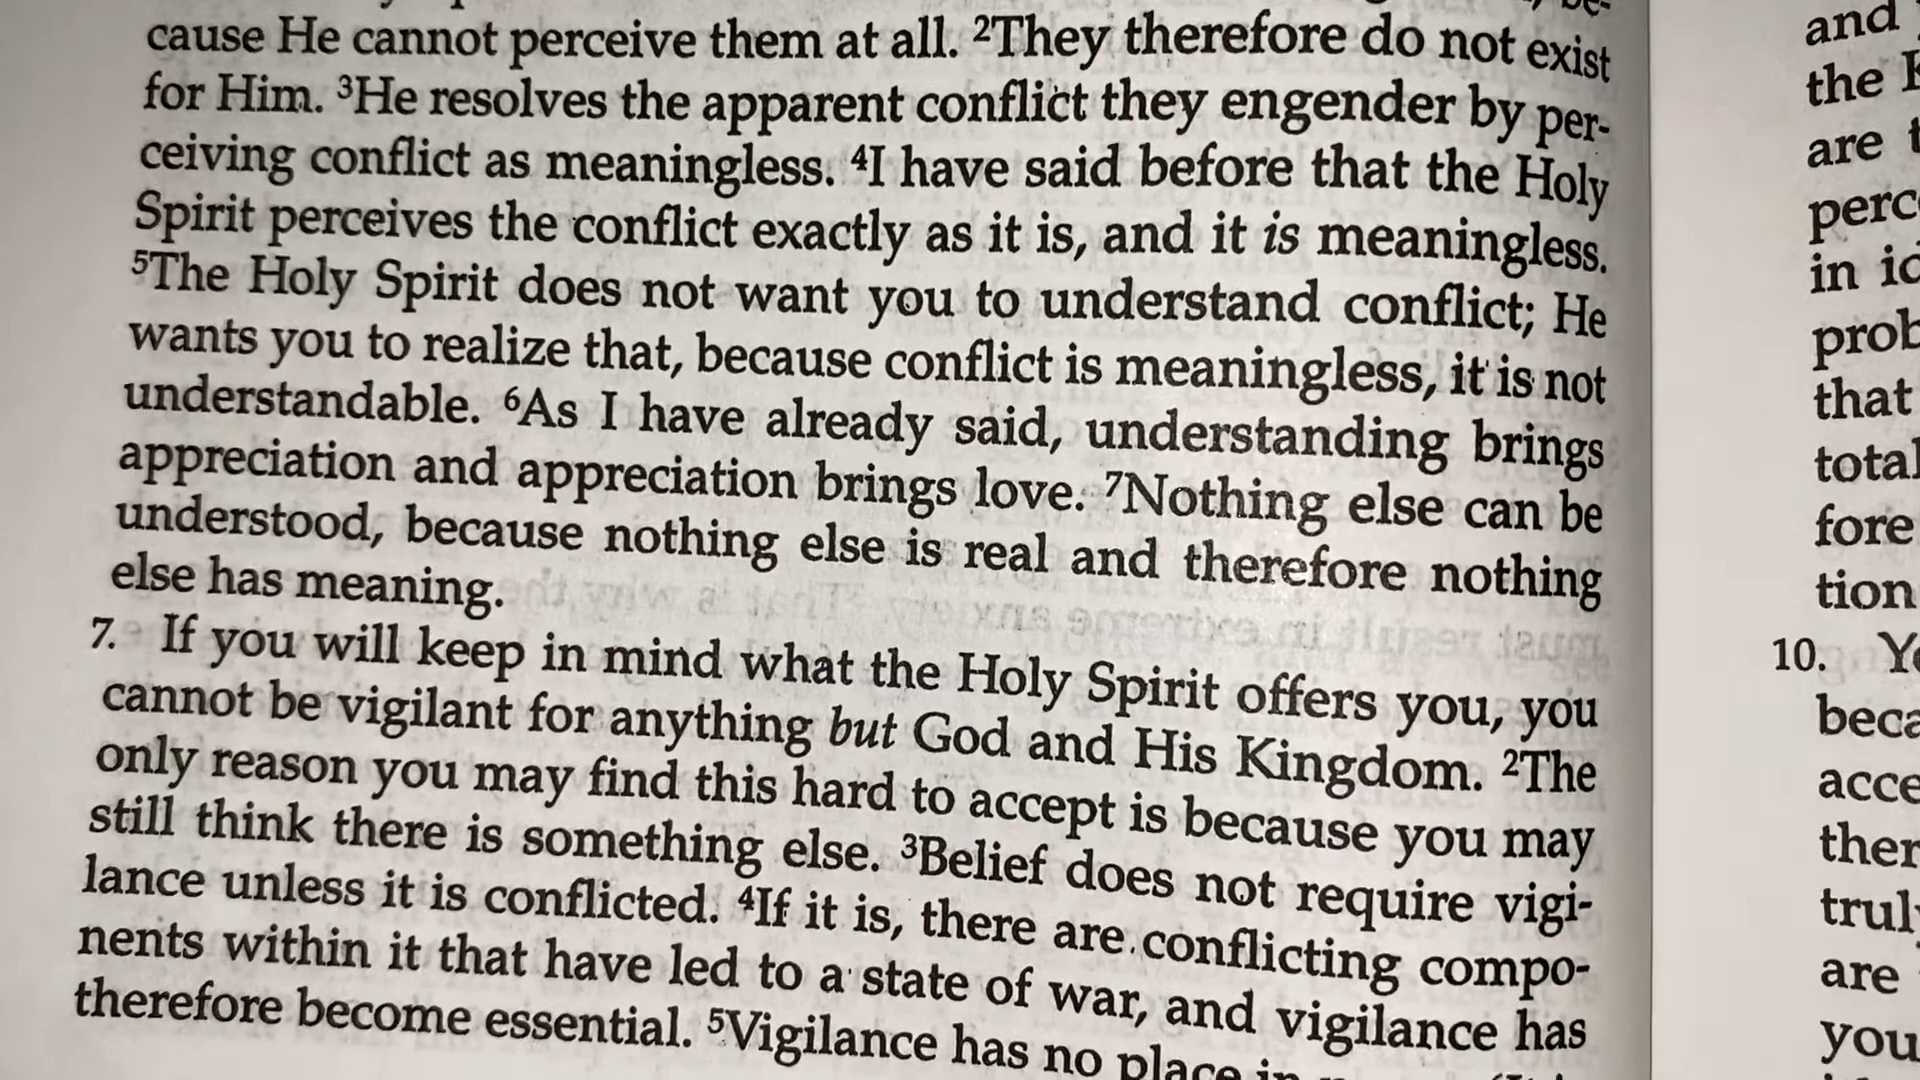 cause He cannot perceive them at all. ²They therefore do not exist
for Him. ³He resolves the apparent conflict they engender by per-
ceiving conflict as meaningless. ⁴I have said before that the Holy
Spirit perceives the conflict exactly as it is, and it is meaningless.
⁵The Holy Spirit does not want you to understand conflict; He
wants you to realize that, because conflict is meaningless, it is not
understandable. ⁶As I have already said, understanding brings
appreciation and appreciation brings love. ⁷Nothing else can be
understood, because nothing else is real and therefore nothing
else has meaning.
7. If you will keep in mind what the Holy Spirit offers you, you
cannot be vigilant for anything but God and His Kingdom. ²The
only reason you may find this hard to accept is because you may
still think there is something else. ³Belief does not require vigi-
lance unless it is conflicted. ⁴If it is, there are conflicting compo-
nents within it that have led to a state of war, and vigilance has
therefore become essential. ⁵Vigilance has no place in
and
the
are
in
that
fore
tion
10.
are
you